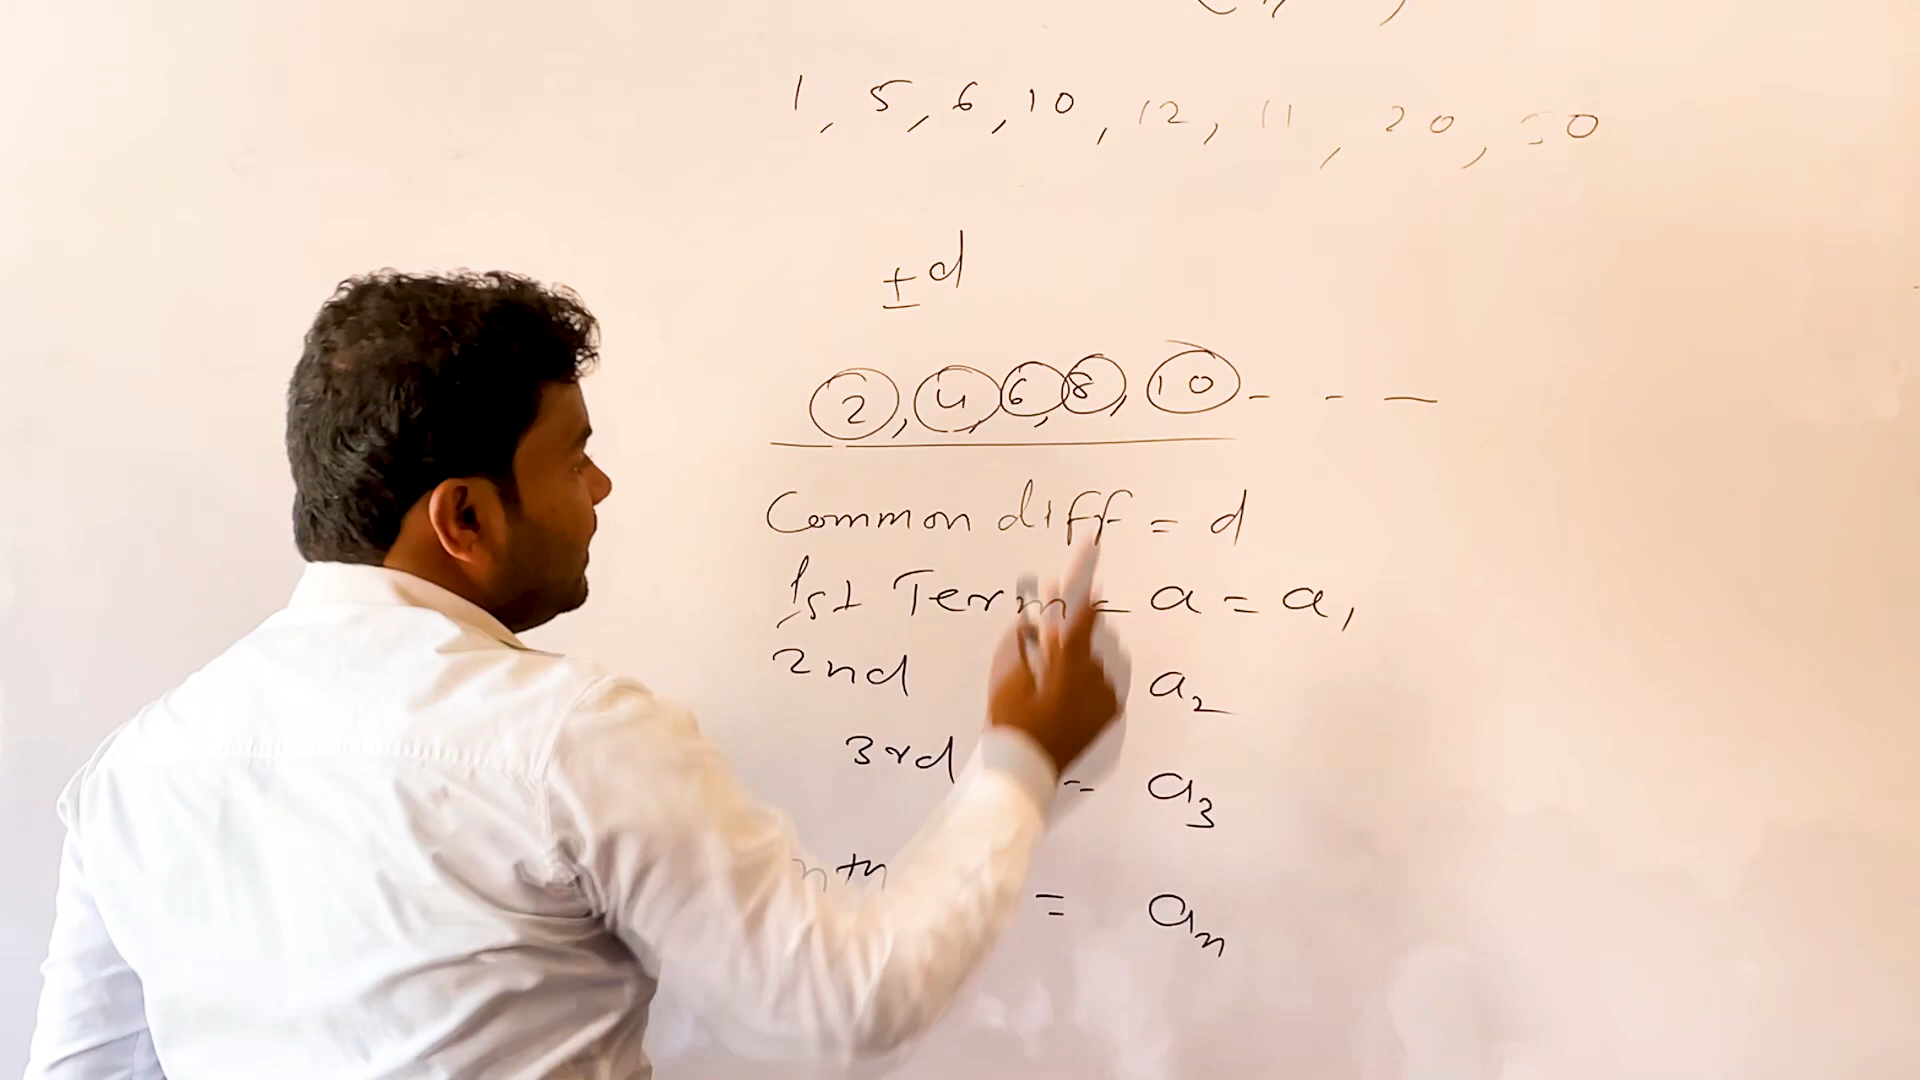 1, 5, 6, 10, 12, 11, 20,
±d
2, 4, 6, 8, 10 - - -
Common diff = d
1st Term = a = a,
2nd a2
3rd = a3
nth = an